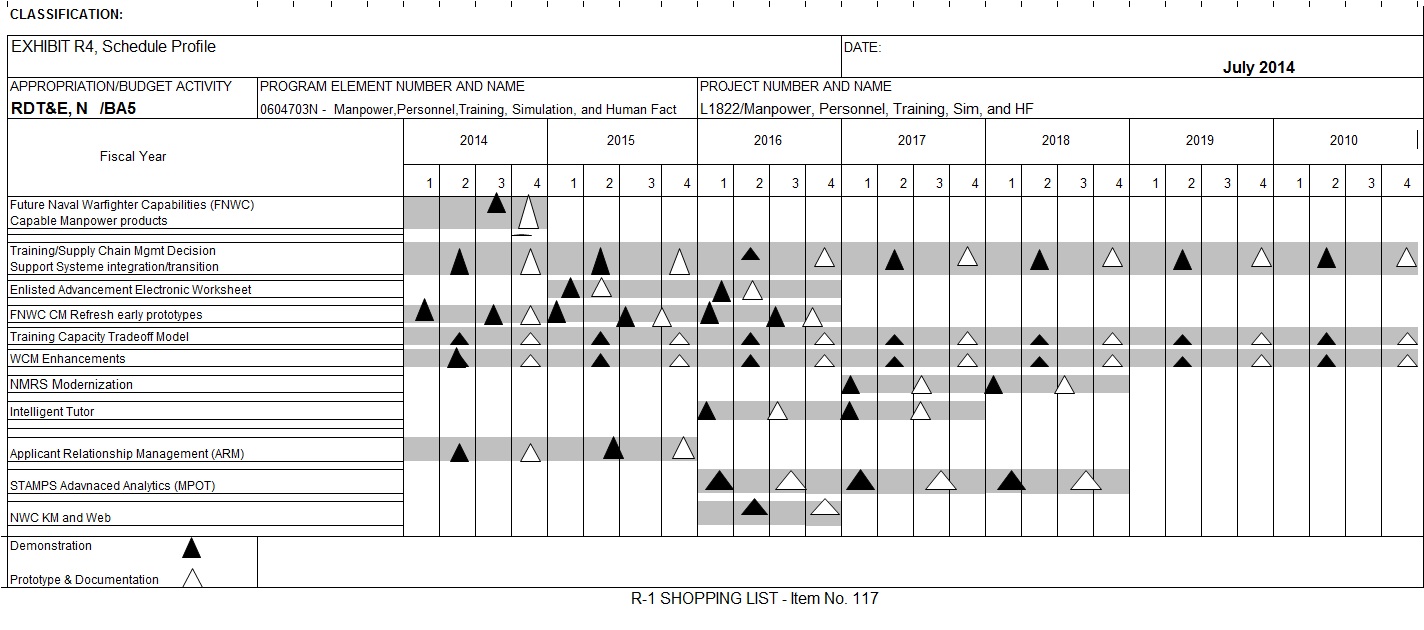 CLASSIFICATION:
EXHIBIT R4, Schedule Profile
DATE:
July 2014
APPROPRIATION/BUDGET ACTIVITY
PROGRAM ELEMENT NUMBER AND NAME
PROJECT NUMBER AND NAME
RDT&E, N /BA5
0604703N - Manpower,Personnel,Training, Simulation, and Human Fact
L1822/Manpower, Personnel, Training, Sim, and HF
Fiscal Year
2014 2015 2016 2017 2018 2019 2010
1 2 3 4 1 2 3 4 1 2 3 4 1 2 3 4 1 2 3 4 1 2 3 4 1 2 3 4
Future Naval Warfighter Capabilities (FNWC)
Capable Manpower products
Training/Supply Chain Mgmt Decision
Support Systeme integration/transition
Enlisted Advancement Electronic Worksheet
FNWC CM Refresh early prototypes
Training Capacity Tradeoff Model
WCM Enhancements
NMRS Modernization
Intelligent Tutor
Applicant Relationship Management (ARM)
STAMPS Adavnaced Analytics (MPOT)
NWC KM and Web
Demonstration
Prototype & Documentation
R-1 SHOPPING LIST - Item No. 117